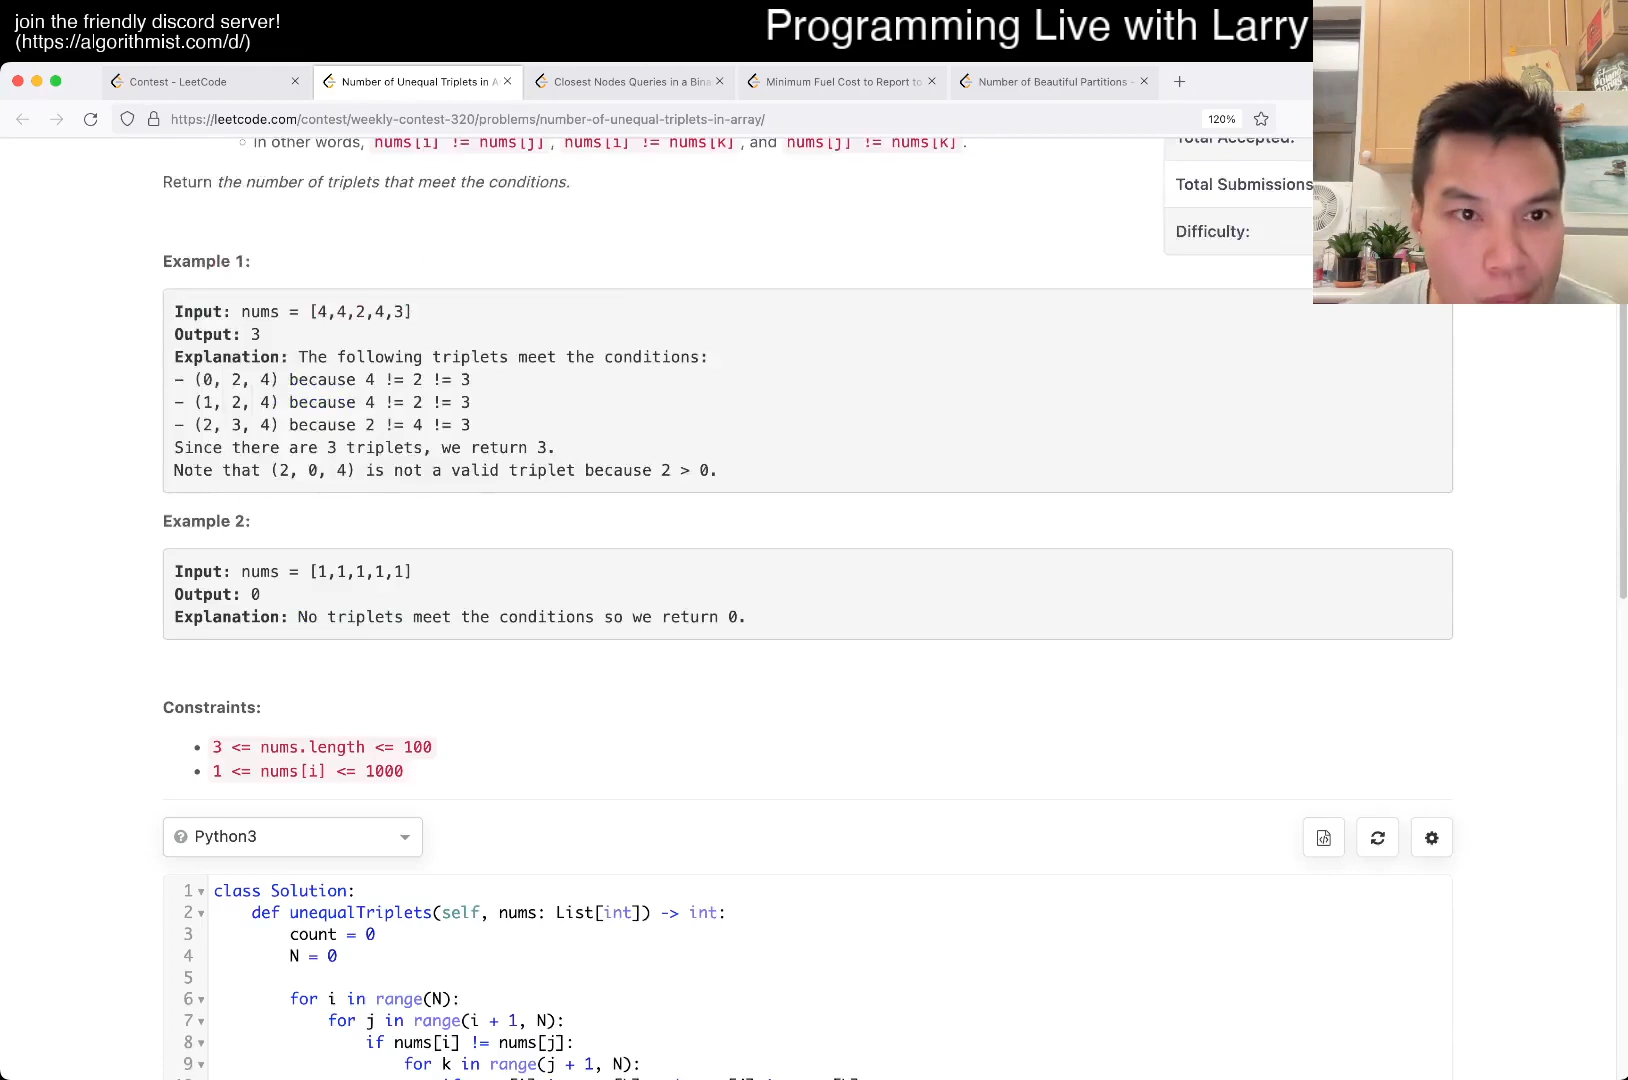 join the friendly discord server!
(https://algorithmist.com/d/)
Programming Live with Larry
Contest - LeetCode
Number of Unequal Triplets in A
Closest Nodes Queries in a Bina
Minimum Fuel Cost to Report to
Number of Beautiful Partitions -
https://leetcode.com/contest/weekly-contest-320/problems/number-of-unequal-triplets-in-array/
120%
In other words, nums[i] != nums[j], nums[i] != nums[k], and nums[j] != nums[k].
Return the number of triplets that meet the conditions.
Total Accepted:
Total Submissions
Difficulty:
Example 1:
Input: nums = [4,4,2,4,3]
Output: 3
Explanation: The following triplets meet the conditions:
- (0, 2, 4) because 4 != 2 != 3
- (1, 2, 4) because 4 != 2 != 3
- (2, 3, 4) because 2 != 4 != 3
Since there are 3 triplets, we return 3.
Note that (2, 0, 4) is not a valid triplet because 2 > 0.
Example 2:
Input: nums = [1,1,1,1,1]
Output: 0
Explanation: No triplets meet the conditions so we return 0.
Constraints:
3 <= nums.length <= 100
1 <= nums[i] <= 1000
Python3
1 class Solution:
2 def unequalTriplets(self, nums: List[int]) -> int:
3 count = 0
4 N = 0
5
6 for i in range(N):
7 for j in range(i + 1, N):
8 if nums[i] != nums[j]:
9 for k in range(j + 1, N):